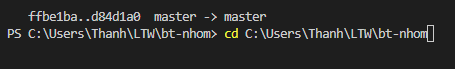 ffbe1ba..d84d1a0  master -> master
PS C:\Users\Thanh\LTW\bt-nhom> cd C:\Users\Thanh\LTW\bt-nhom